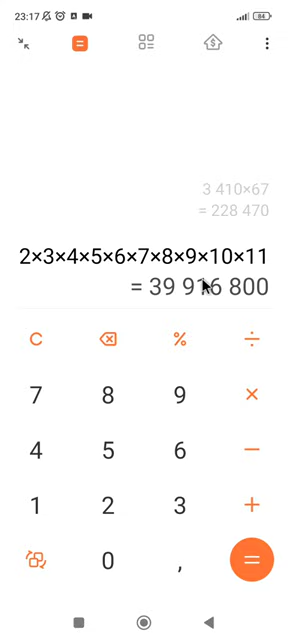 23:17 84
3 410×67
= 228 470
2×3×4×5×6×7×8×9×10×11
= 39 916 800
C % ÷
7 8 9 ×
4 5 6 −
1 2 3 +
0 , =